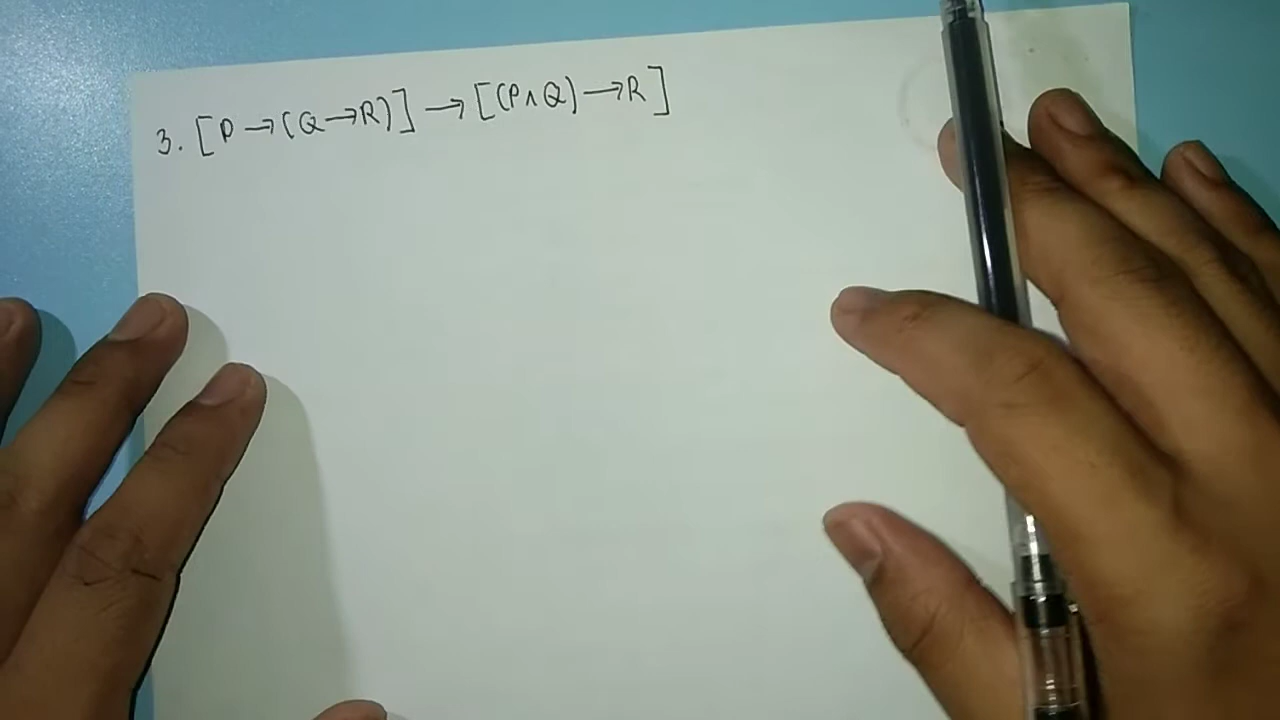 3. [P→(Q→R)] → [(P∧Q)→R]